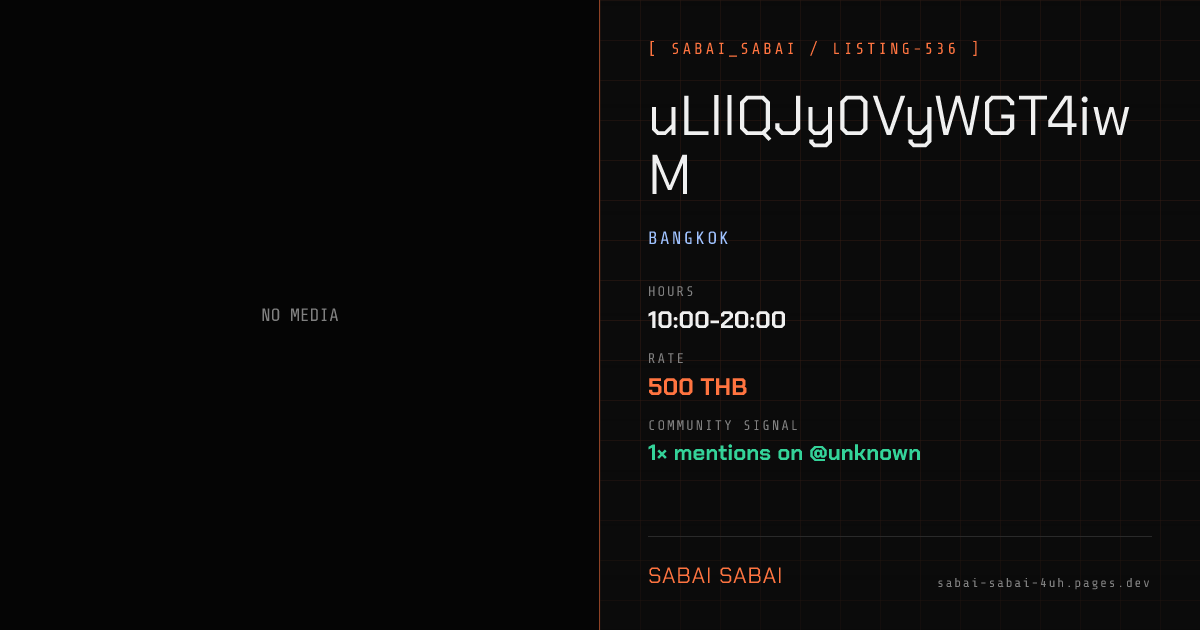 NO MEDIA
[ SABAI_SABAI / LISTING-536 ]
uLllQJyOVyWGT4iw
M
BANGKOK
HOURS
10:00-20:00
RATE
500 THB
COMMUNITY SIGNAL
1× mentions on @unknown
SABAI SABAI
sabai-sabai-4uh.pages.dev